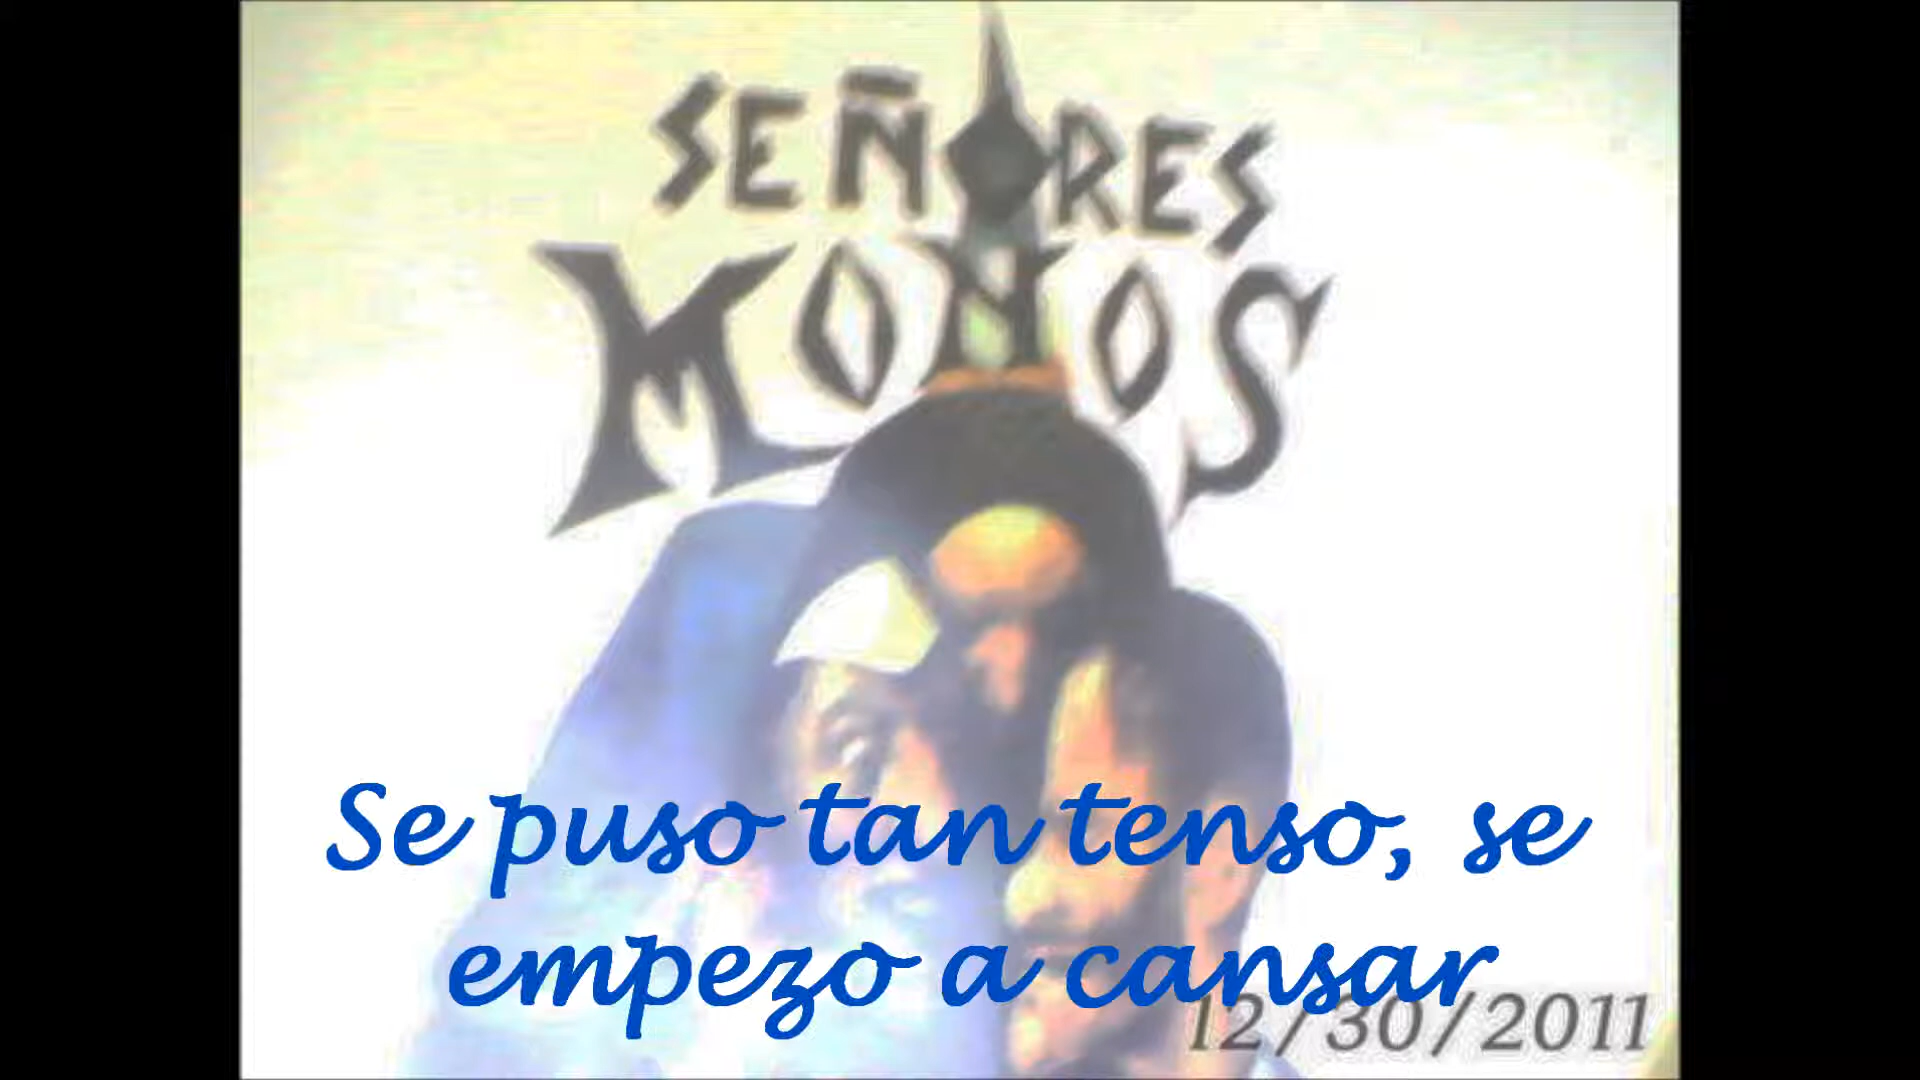 SEÑORES
MONOS
Se puso tan tenso, se
empezo a cansar
12/30/2011